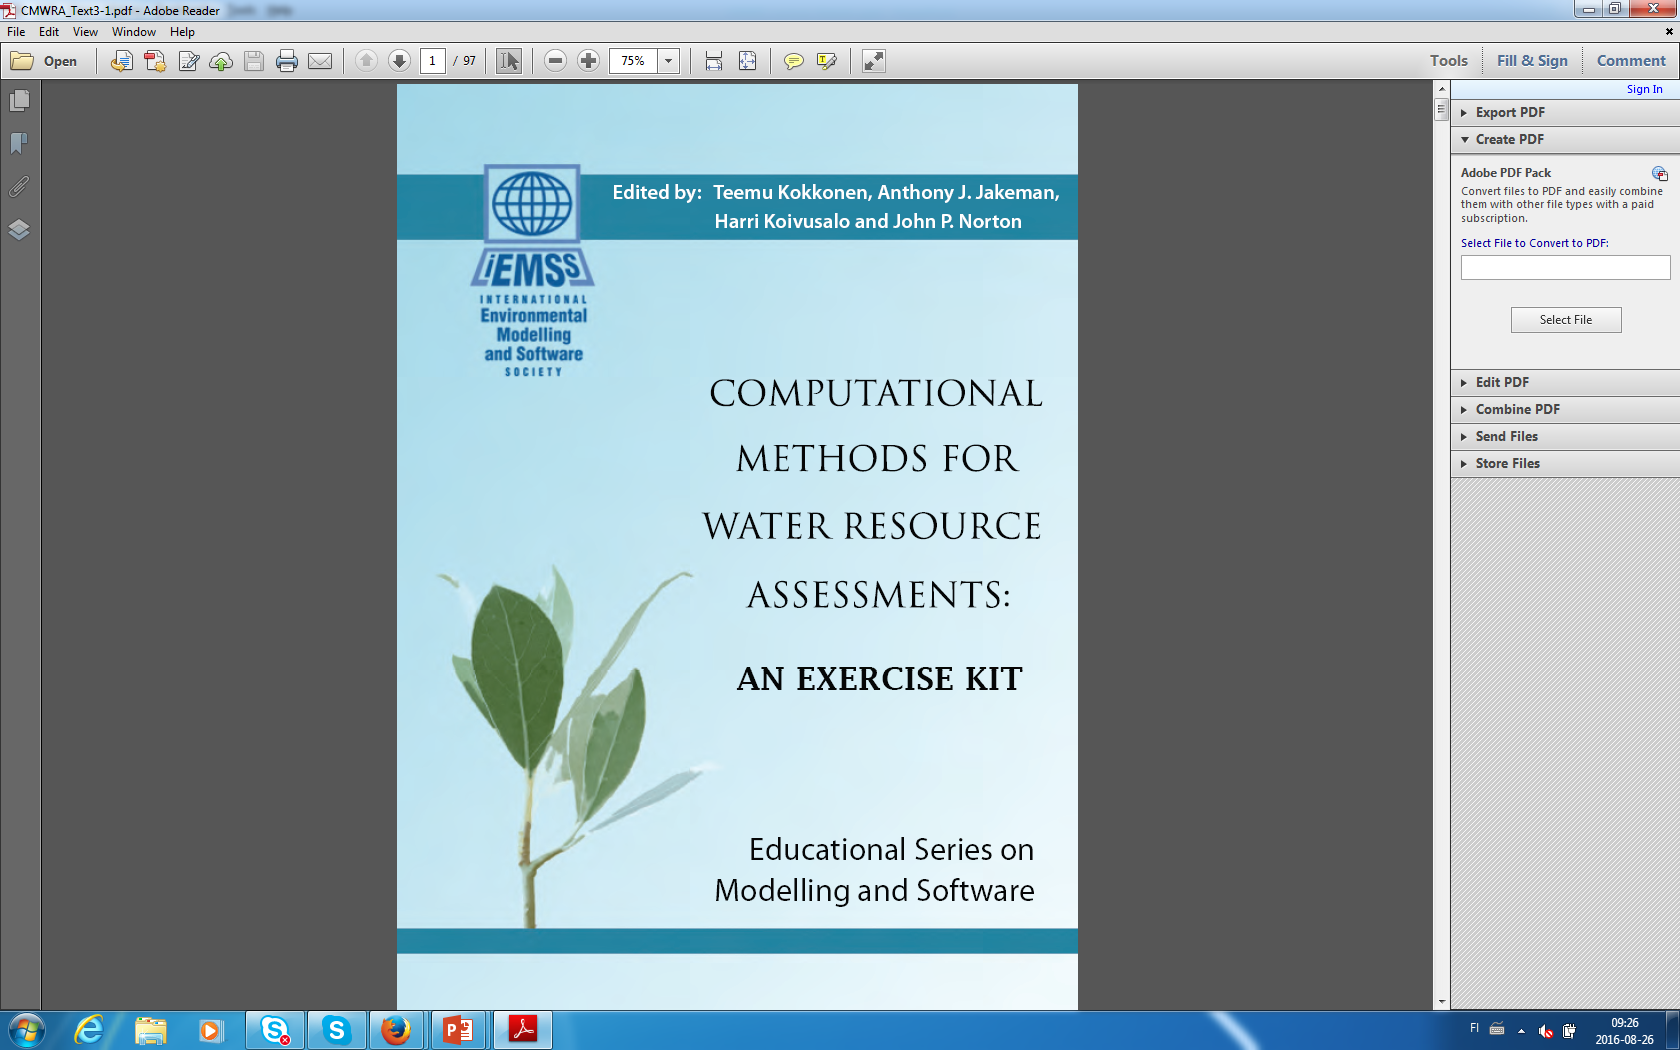 CMWRA_Text3-1.pdf - Adobe Reader
File Edit View Window Help
Open 1 / 97 75% Tools Fill & Sign Comment
Sign In
Export PDF
Create PDF
Adobe PDF Pack
Convert files to PDF and easily combine
them with other file types with a paid
subscription.
Select File to Convert to PDF:
Select File
Edit PDF
Combine PDF
Send Files
Store Files
Edited by: Teemu Kokkonen, Anthony J. Jakeman,
Harri Koivusalo and John P. Norton
iEMSs
INTERNATIONAL
Environmental
Modelling
and Software
SOCIETY
COMPUTATIONAL
METHODS FOR
WATER RESOURCE
ASSESSMENTS:
AN EXERCISE KIT
Educational Series on
Modelling and Software
FI
09:26
2016-08-26